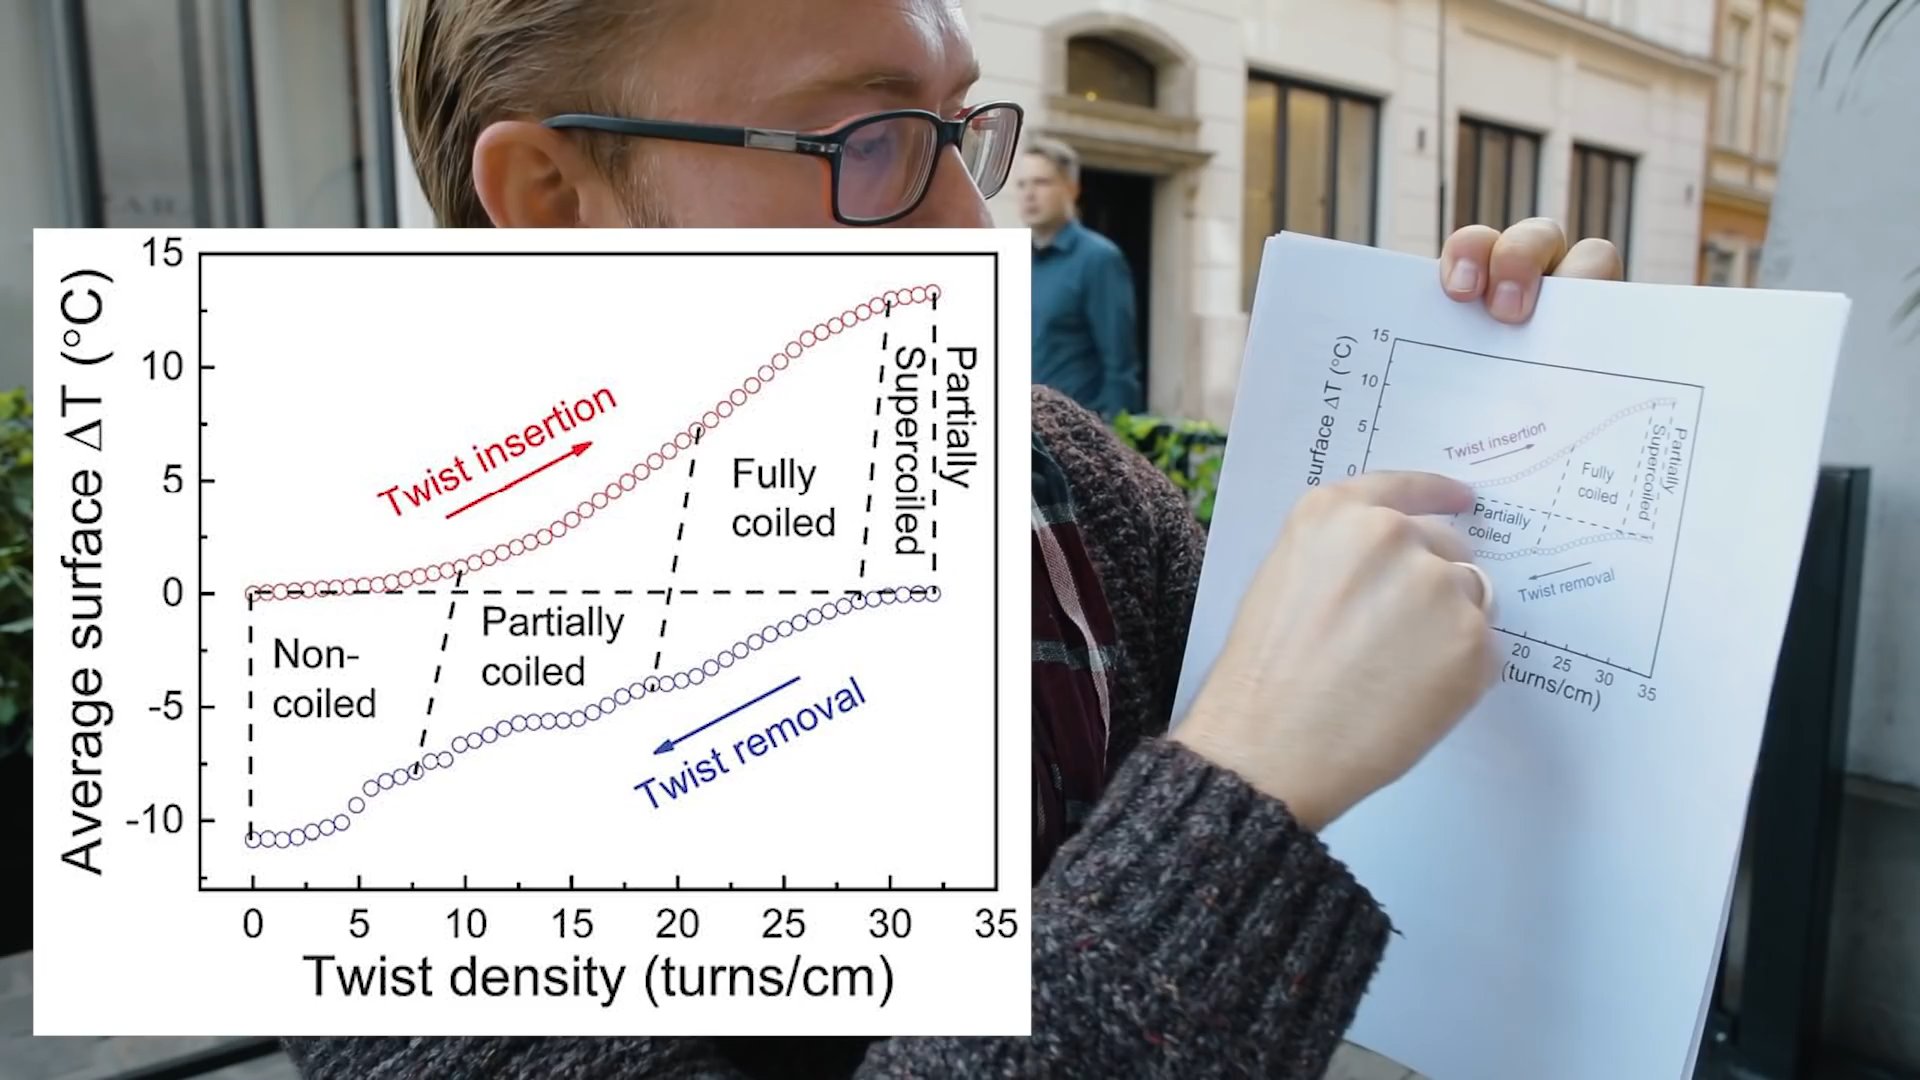 15
10
5
0
-5
-10
Average surface ΔT (°C)
Twist insertion
Fully
coiled
Partially
Supercoiled
Non-
coiled
Partially
coiled
Twist removal
0 5 10 15 20 25 30 35
Twist density (turns/cm)
15
10
5
0
surface ΔT (°C)
Twist insertion
Fully
coiled
Partially
Supercoiled
Partially
coiled
Twist removal
20 25 30 35
(turns/cm)